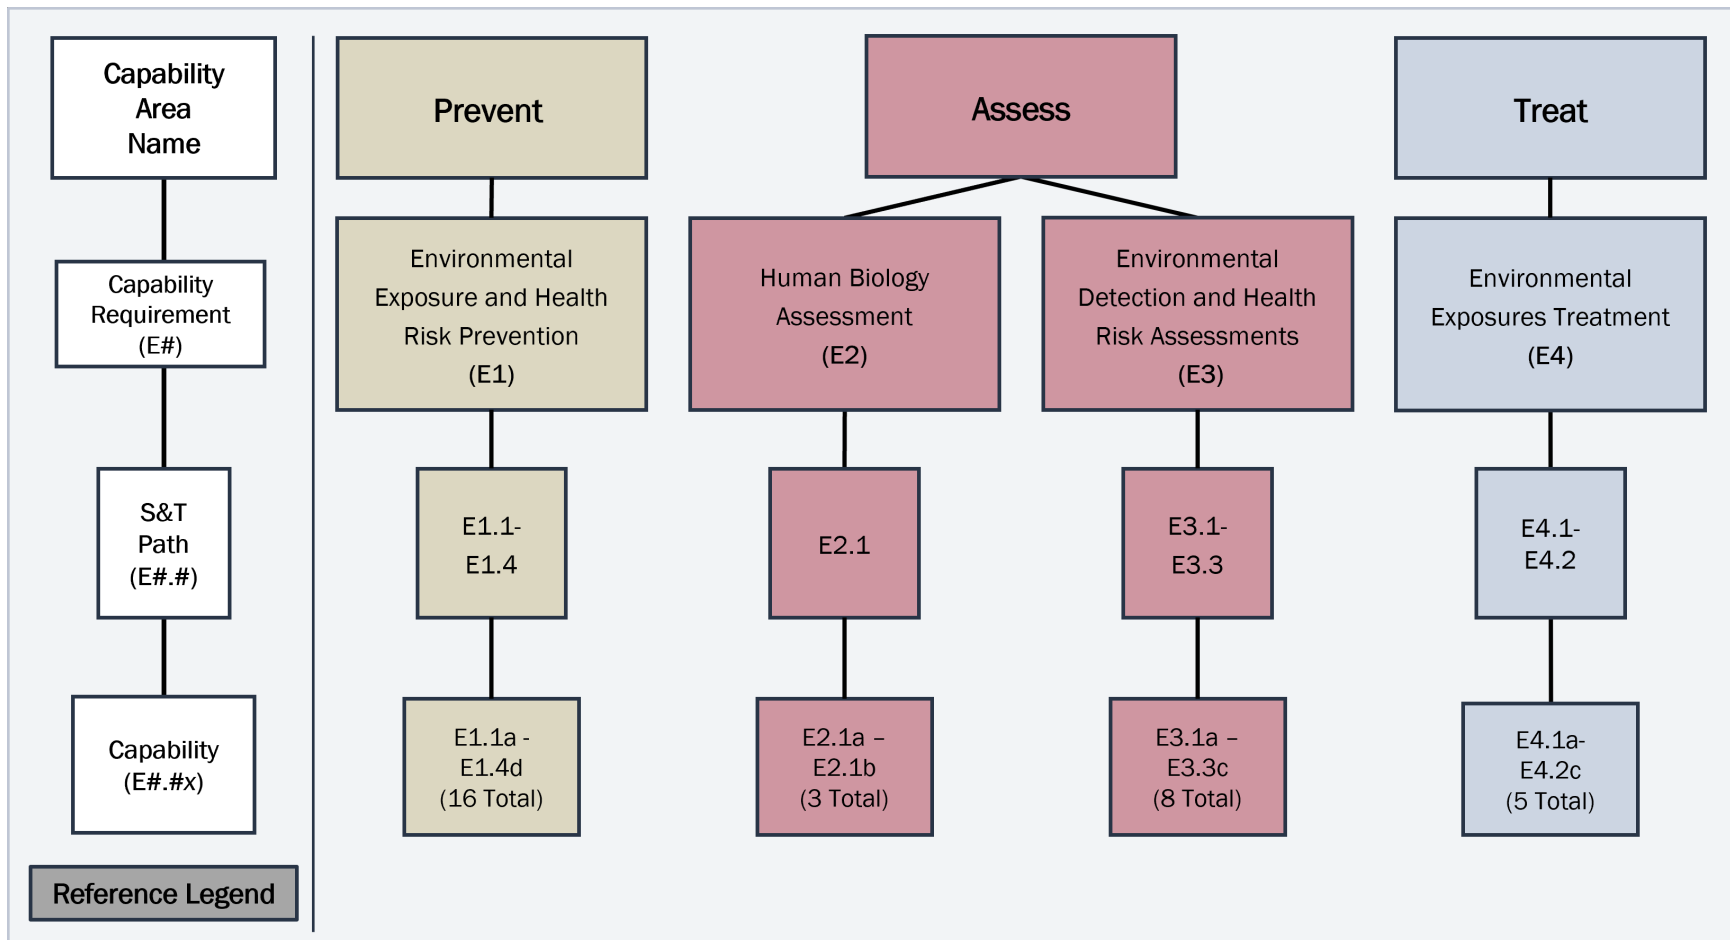 Capability
Area
Name
Capability
Requirement
(E#)
S&T
Path
(E#.#)
Capability
(E#.#x)
Reference Legend
Prevent
Environmental
Exposure and Health
Risk Prevention
(E1)
E1.1-
E1.4
E1.1a -
E1.4d
(16 Total)
Assess
Human Biology
Assessment
(E2)
E2.1
E2.1a –
E2.1b
(3 Total)
Environmental
Detection and Health
Risk Assessments
(E3)
E3.1-
E3.3
E3.1a –
E3.3c
(8 Total)
Treat
Environmental
Exposures Treatment
(E4)
E4.1-
E4.2
E4.1a-
E4.2c
(5 Total)